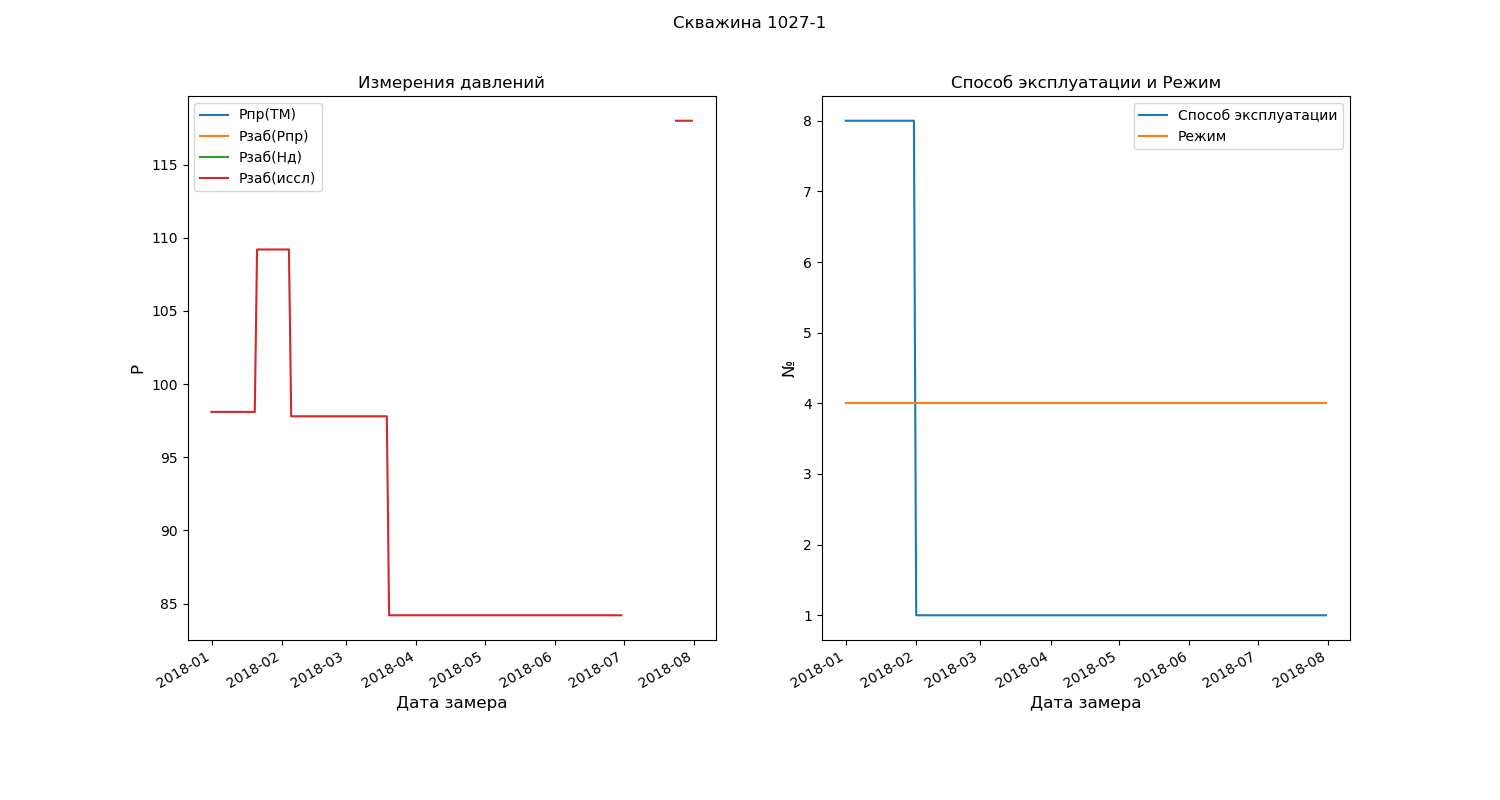 Скважина 1027-1
Измерения давлений
Рпр(ТМ)
Рзаб(Рпр)
Рзаб(Нд)
Рзаб(иссл)
115
110
105
100
95
90
85
Р
2018-01
2018-02
2018-03
2018-04
2018-05
2018-06
2018-07
2018-08
Дата замера
Способ эксплуатации и Режим
Способ эксплуатации
Режим
8
7
6
5
4
3
2
1
№
2018-01
2018-02
2018-03
2018-04
2018-05
2018-06
2018-07
2018-08
Дата замера